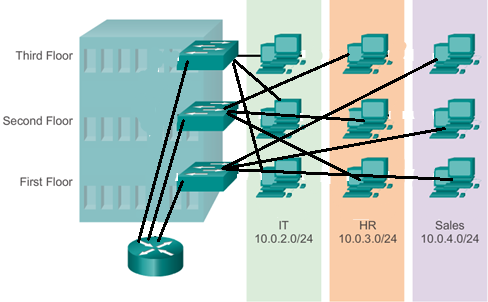 Third Floor
Second Floor
First Floor
IT
10.0.2.0/24
HR
10.0.3.0/24
Sales
10.0.4.0/24